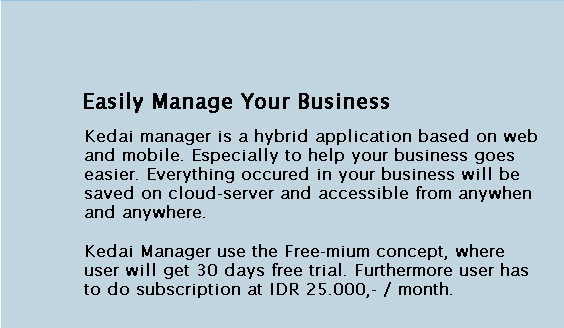 Easily Manage Your Business
Kedai manager is a hybrid application based on web
and mobile. Especially to help your business goes
easier. Everything occured in your business will be
saved on cloud-server and accessible from anywhen
and anywhere.
Kedai Manager use the Free-mium concept, where
user will get 30 days free trial. Furthermore user has
to do subscription at IDR 25.000,- / month.